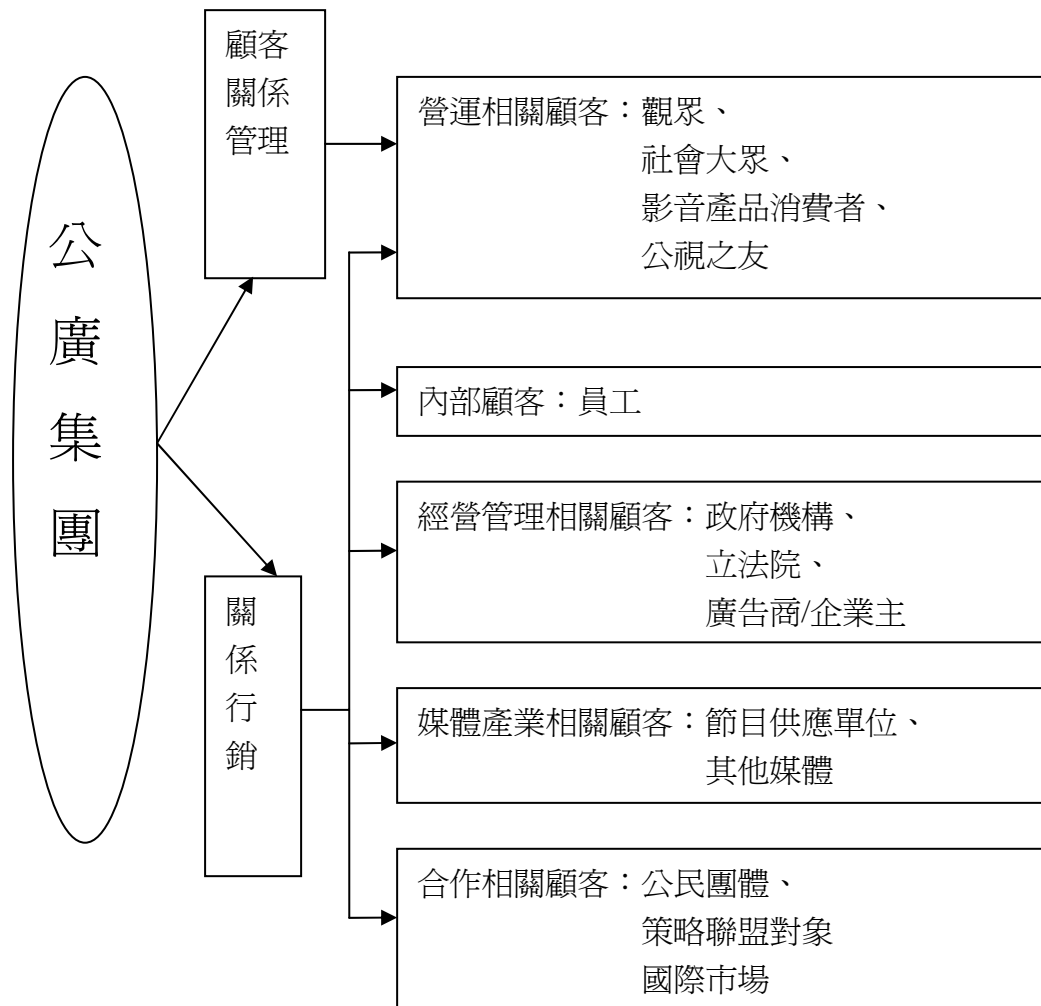 公廣集團
顧客
關係
管理
營運相關顧客：觀眾、
社會大眾、
影音產品消費者、
公視之友
內部顧客：員工
經營管理相關顧客：政府機構、
立法院、
廣告商/企業主
關係行銷
媒體產業相關顧客：節目供應單位、
其他媒體
合作相關顧客：公民團體、
策略聯盟對象
國際市場